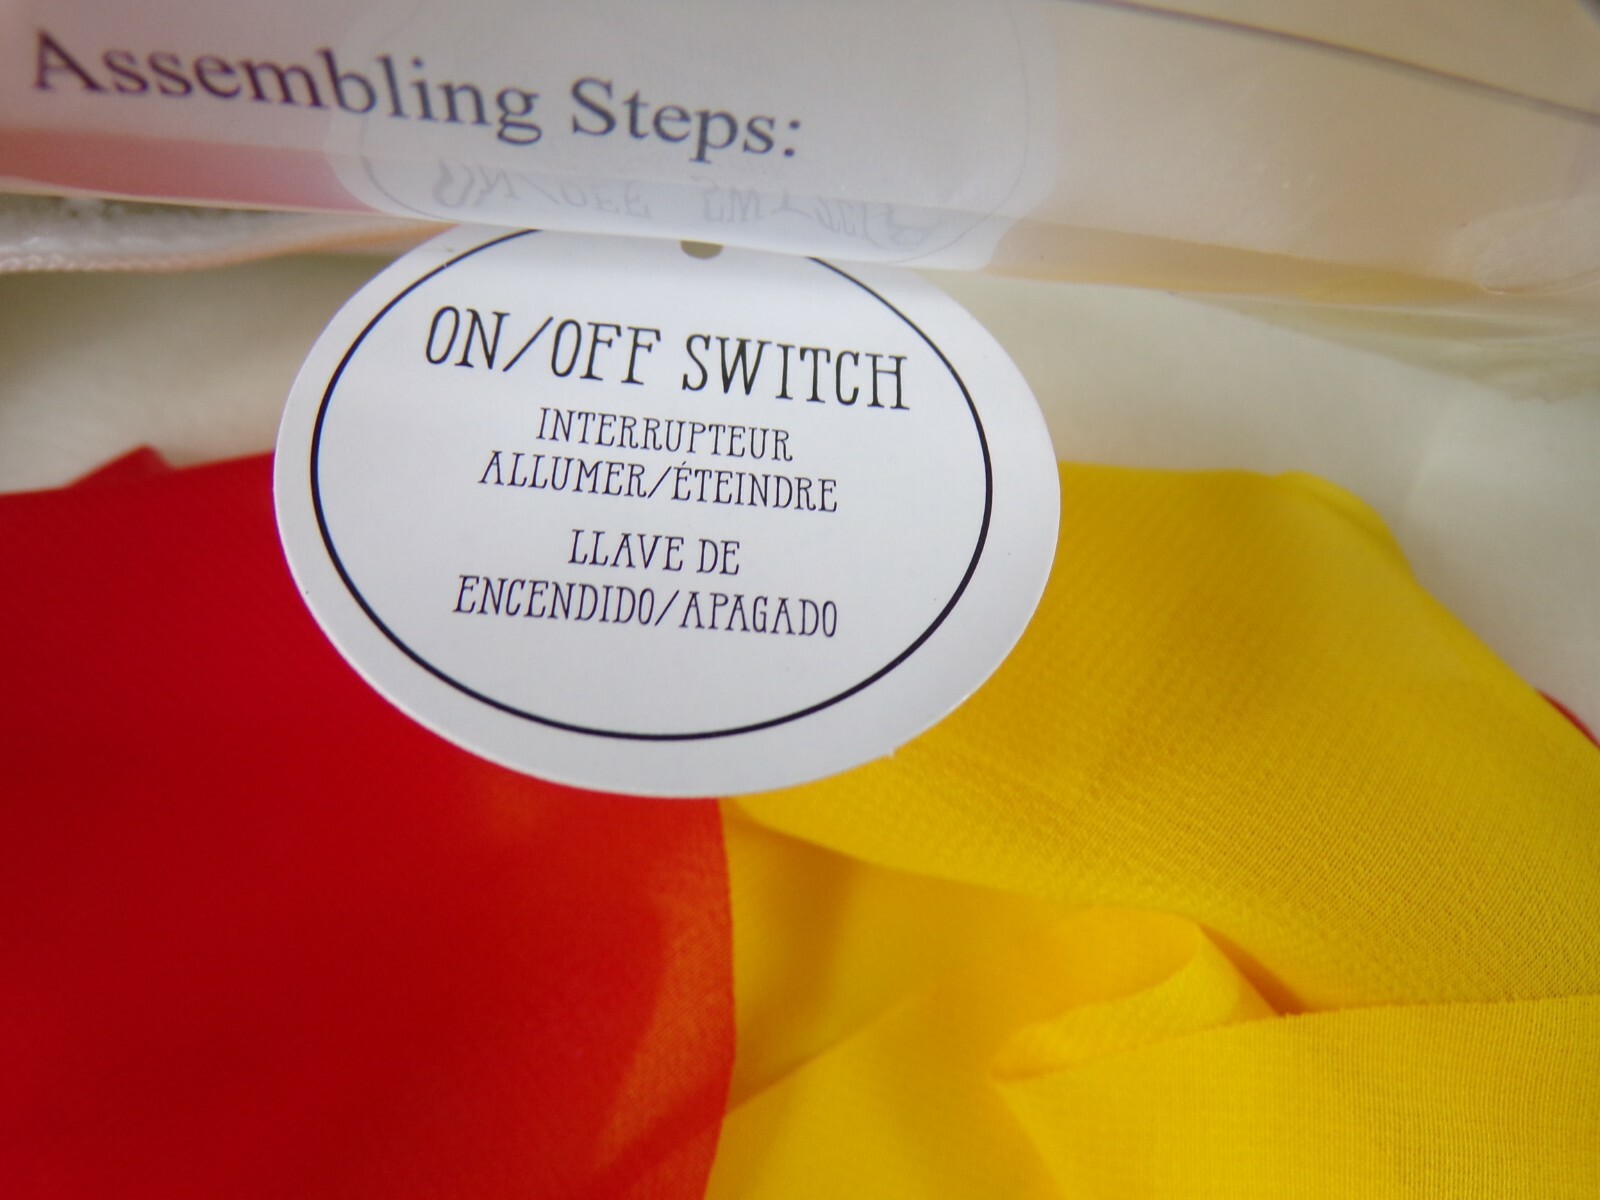 Assembling Steps:
ON/OFF SWITCH
INTERRUPTEUR
ALLUMER/ÉTEINDRE
LLAVE DE
ENCENDIDO/APAGADO